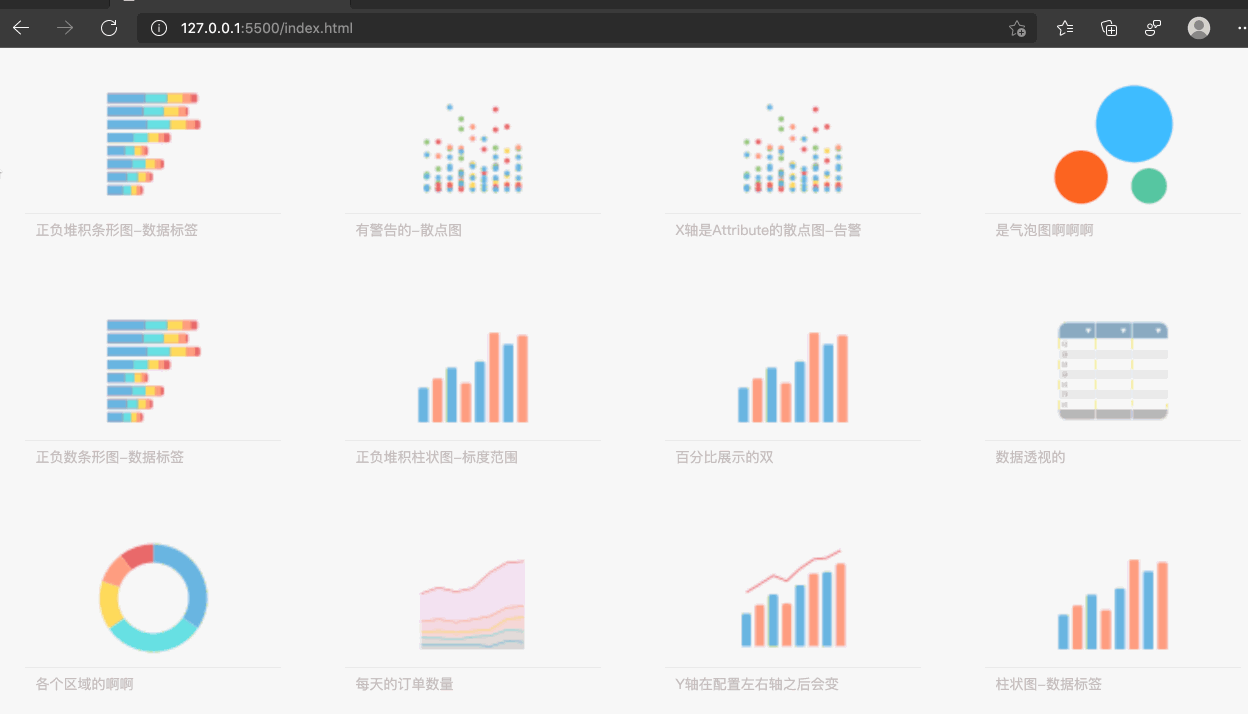 127.0.0.1:5500/index.html
正负堆积条形图-数据标签
有警告的-散点图
X轴是Attribute的散点图-告警
是气泡图啊啊啊
正负数条形图-数据标签
正负堆积柱状图-标度范围
百分比展示的双
数据透视的
各个区域的啊啊
每天的订单数量
Y轴在配置左右轴之后会变
柱状图-数据标签